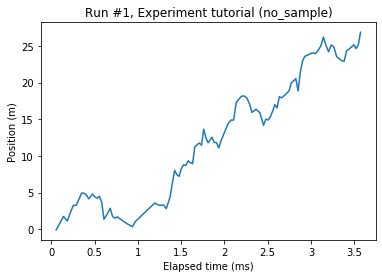 Run #1, Experiment tutorial (no_sample)
Position (m)
25
20
15
10
5
0
0 0.5 1 1.5 2 2.5 3 3.5
Elapsed time (ms)